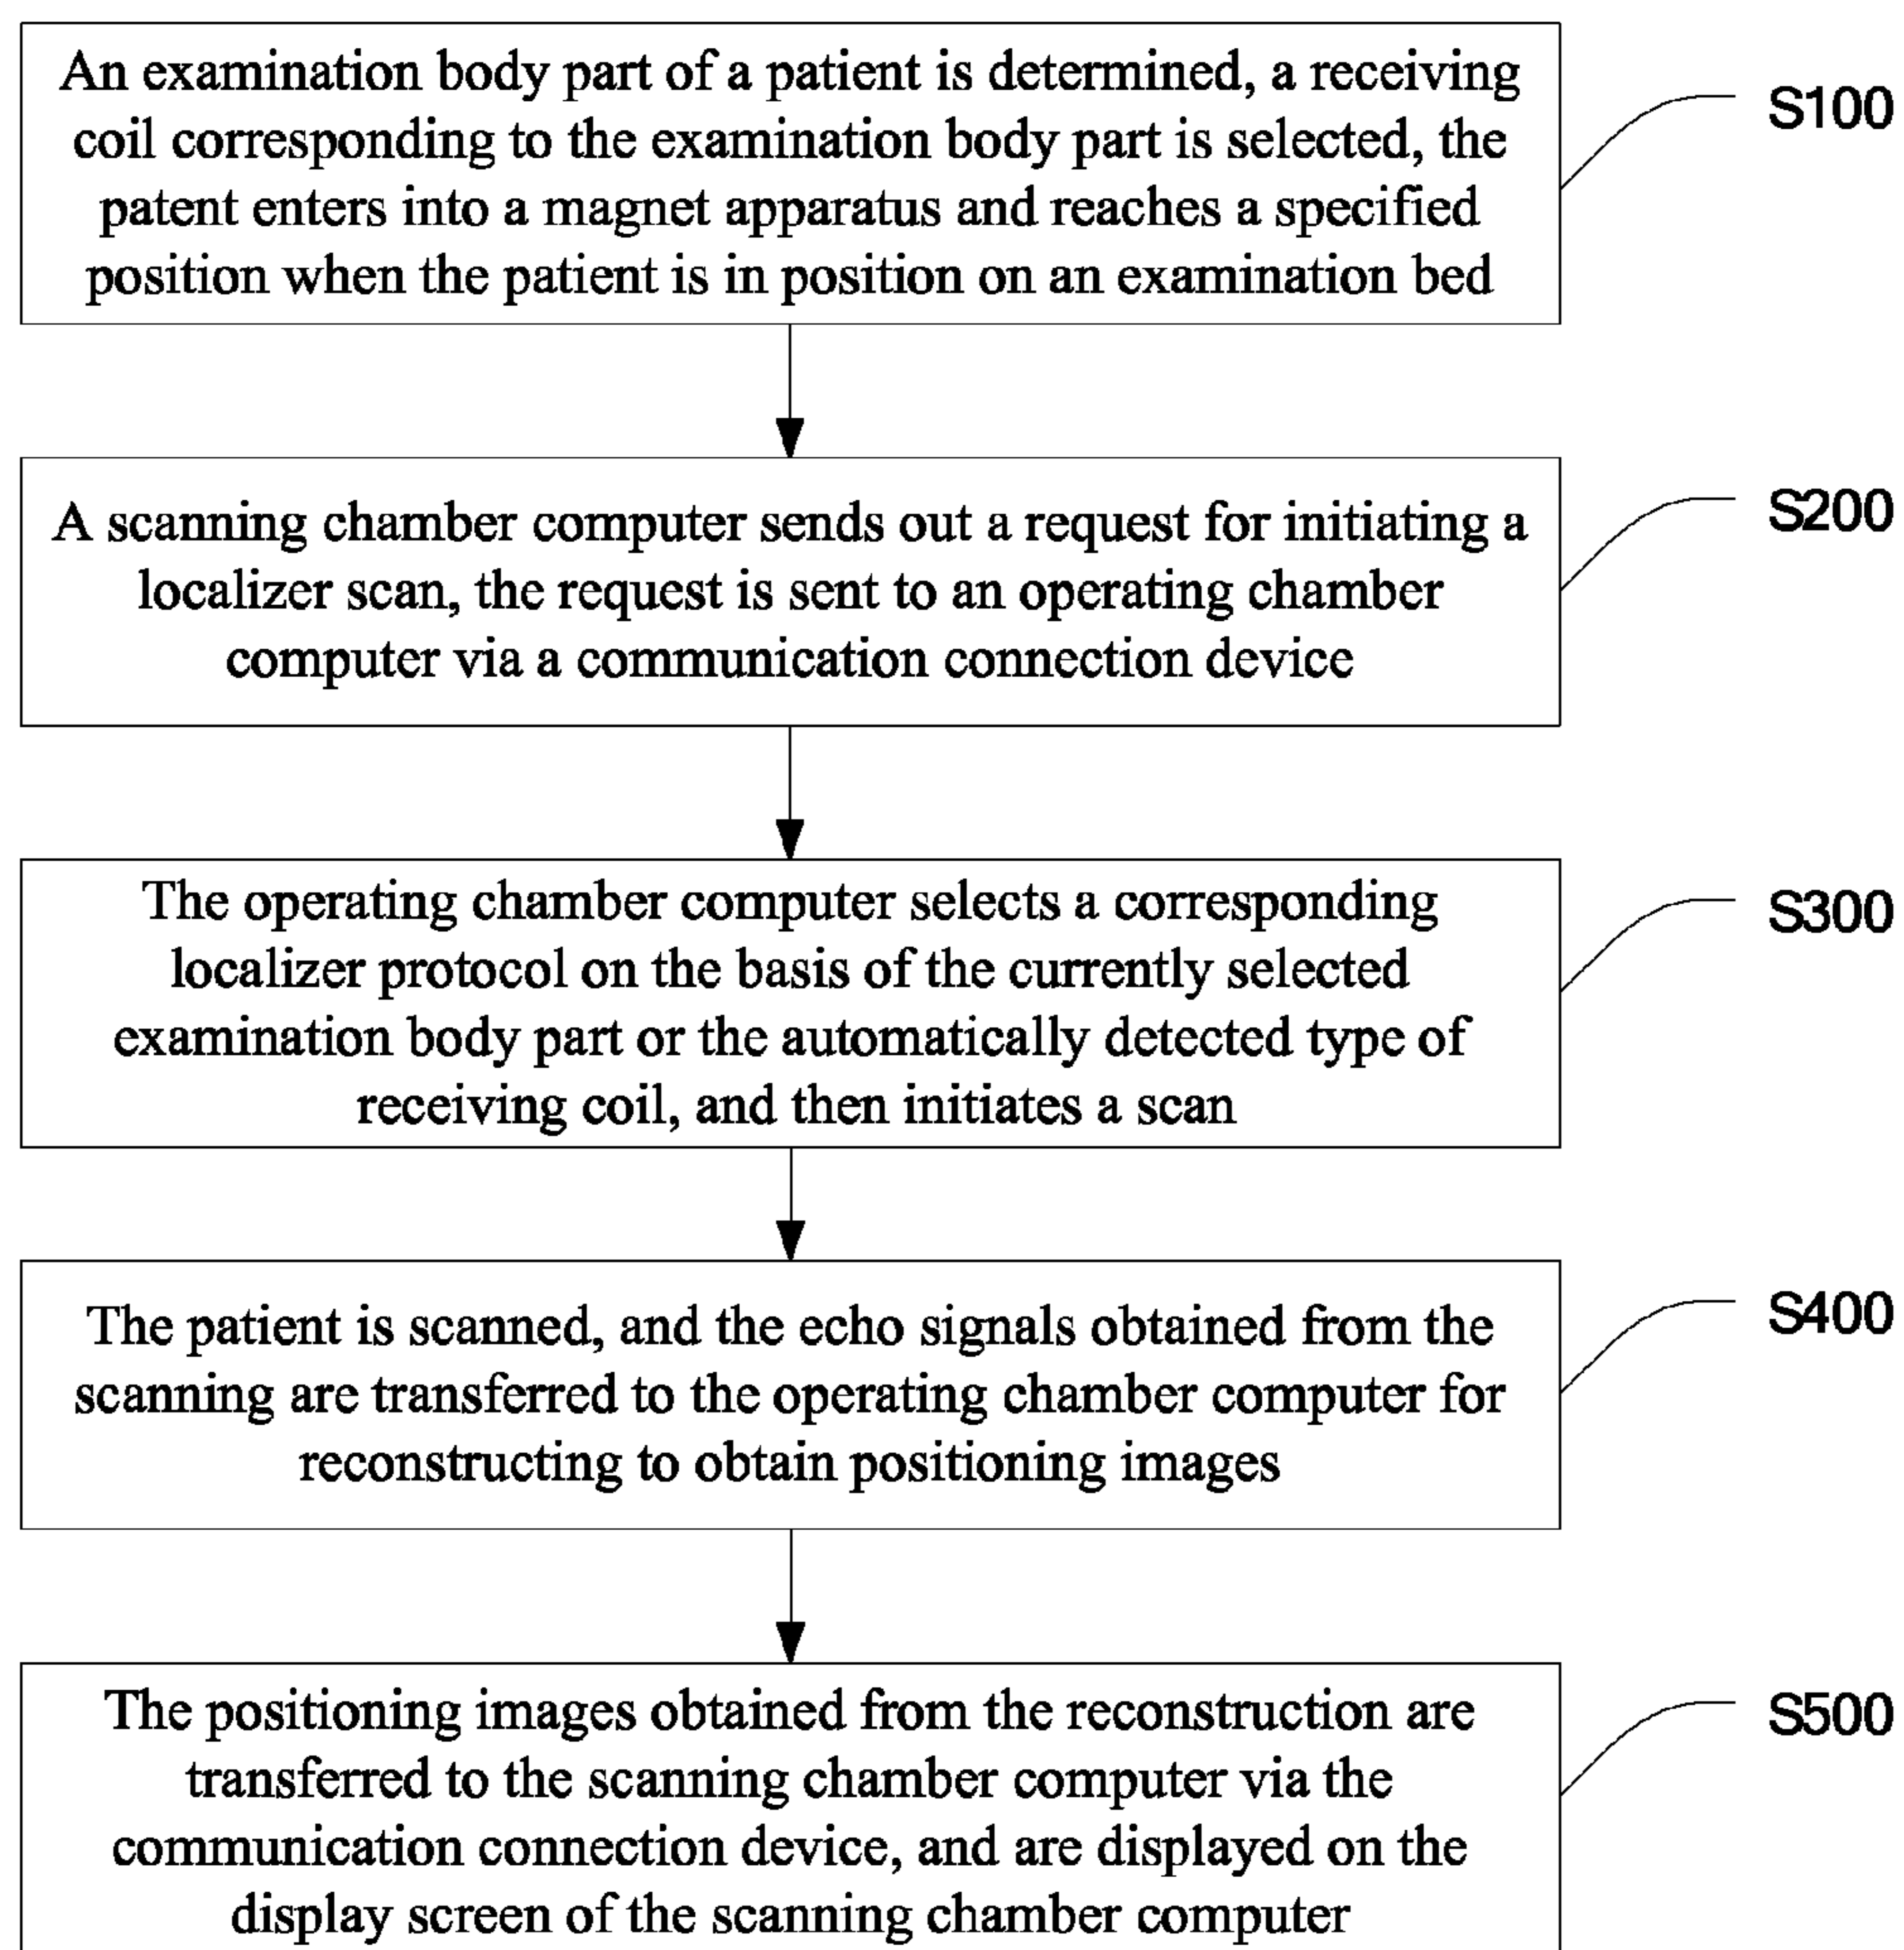 An examination body part of a patient is determined, a receiving
coil corresponding to the examination body part is selected, the
patent enters into a magnet apparatus and reaches a specified
position when the patient is in position on an examination bed
S100
A scanning chamber computer sends out a request for initiating a
localizer scan, the request is sent to an operating chamber
computer via a communication connection device
S200
The operating chamber computer selects a corresponding
localizer protocol on the basis of the currently selected
examination body part or the automatically detected type of
receiving coil, and then initiates a scan
S300
The patient is scanned, and the echo signals obtained from the
scanning are transferred to the operating chamber computer for
reconstructing to obtain positioning images
S400
The positioning images obtained from the reconstruction are
transferred to the scanning chamber computer via the
communication connection device, and are displayed on the
display screen of the scanning chamber computer
S500